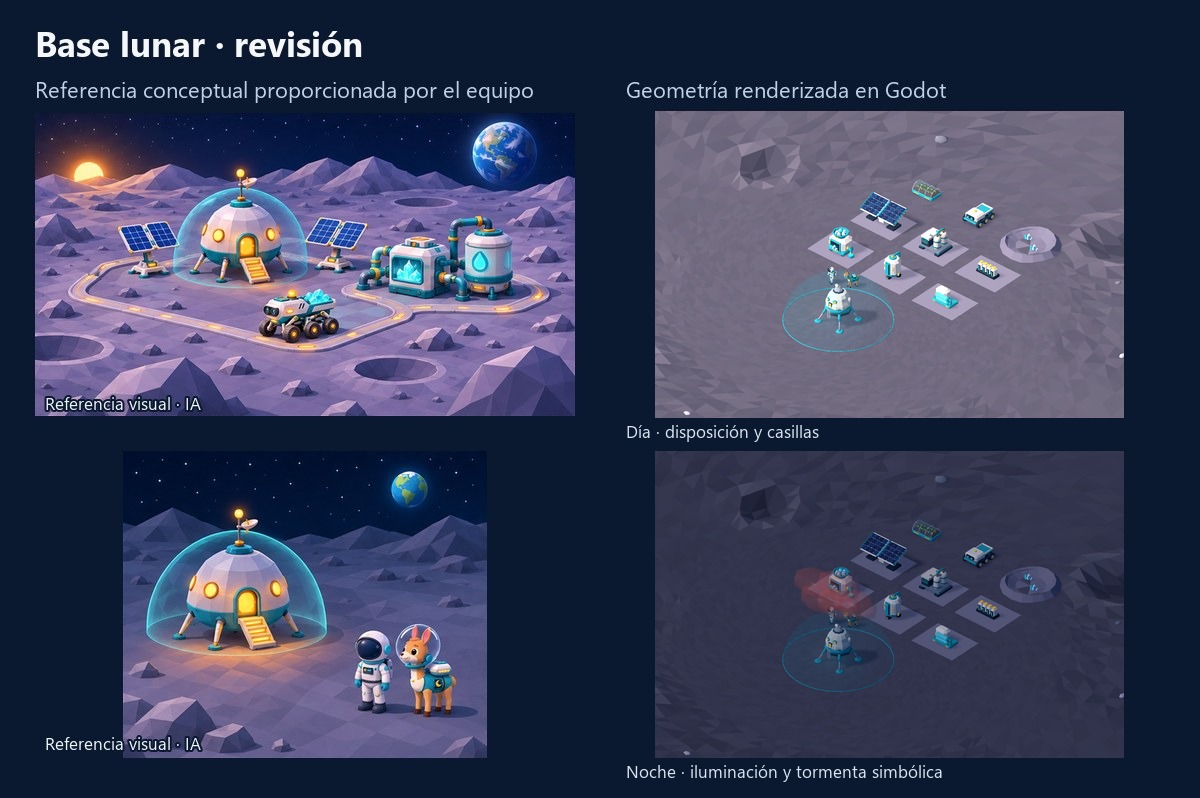 Base lunar · revisión
Referencia conceptual proporcionada por el equipo
Geometría renderizada en Godot
Referencia visual · IA
Día · disposición y casillas
Referencia visual · IA
Noche · iluminación y tormenta simbólica